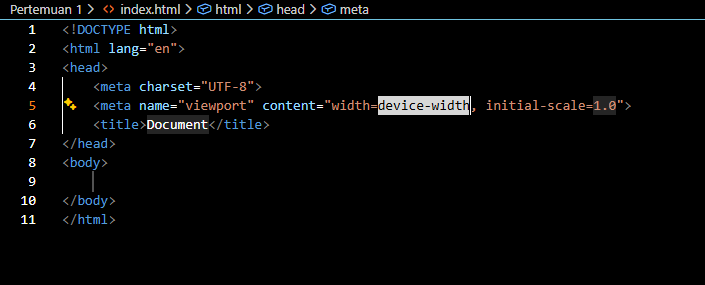 Pertemuan 1 > <> index.html > html > head > meta
1 <!DOCTYPE html>
2 <html lang="en">
3 <head>
4     <meta charset="UTF-8">
5     <meta name="viewport" content="width=device-width, initial-scale=1.0">
6     <title>Document</title>
7 </head>
8 <body>
9
10 </body>
11 </html>